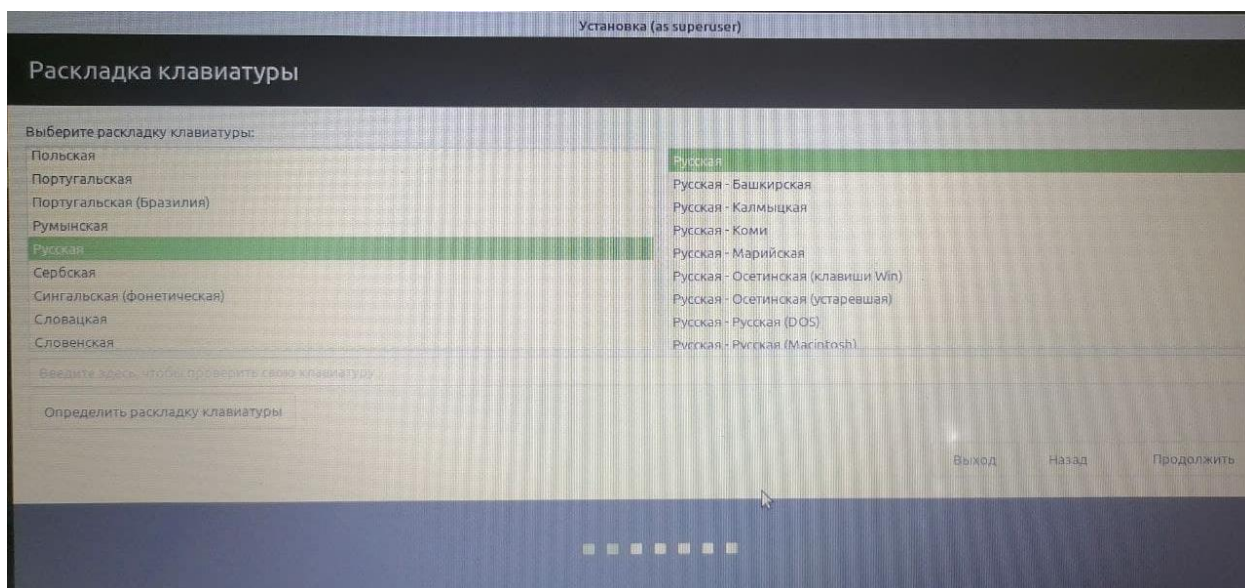 Установка (as superuser)
Раскладка клавиатуры
Выберите раскладку клавиатуры:
Польская
Португальская
Португальская (Бразилия)
Румынская
Русская
Сербская
Сингальская (фонетическая)
Словацкая
Словенская
Русская
Русская - Башкирская
Русская - Калмыцкая
Русская - Коми
Русская - Марийская
Русская - Осетинская (клавиши Win)
Русская - Осетинская (устаревшая)
Русская - Русская (DOS)
Русская - Русская (Macintosh)
Введите здесь, чтобы проверить свою клавиатуру
Определить раскладку клавиатуры
Выход Назад Продолжить